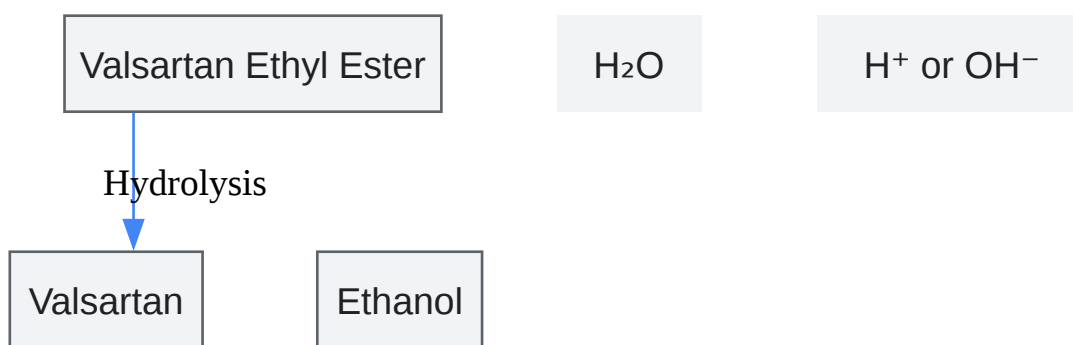 Valsartan Ethyl Ester
H₂O
H⁺ or OH⁻
Hydrolysis
Valsartan
Ethanol